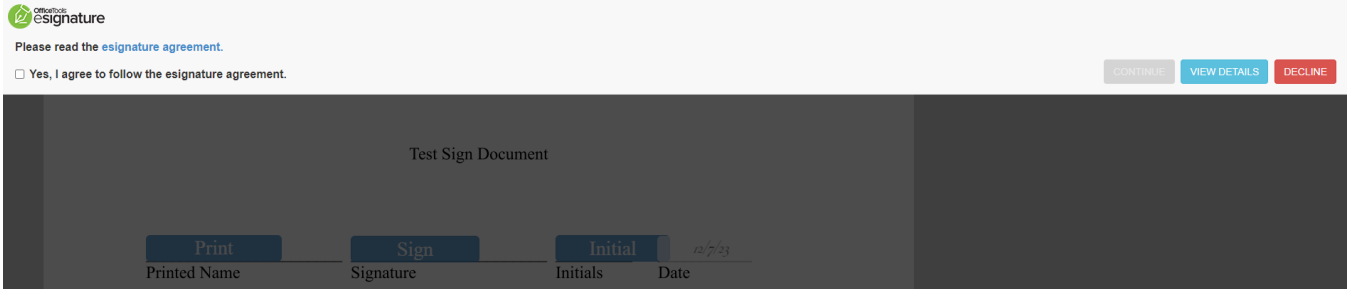 OfficeTools
esignature
Please read the esignature agreement.
Yes, I agree to follow the esignature agreement.
CONTINUE VIEW DETAILS DECLINE
Test Sign Document
Print Sign Initial 12/7/23
Printed Name Signature Initials Date